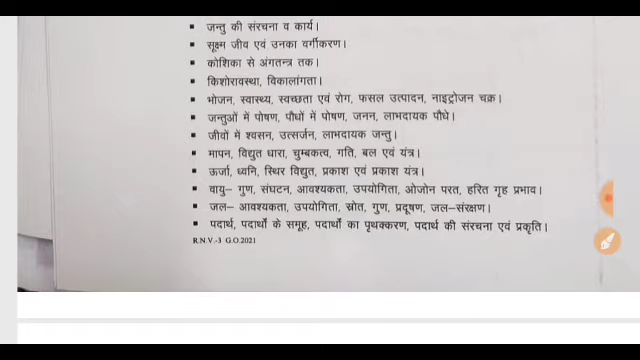 ▪ जन्तु की संरचना व कार्य।
▪ सूक्ष्म जीव एवं उनका वर्गीकरण।
▪ कोशिका से अंगतन्त्र तक।
▪ किशोरावस्था, विकालांगता।
▪ भोजन, स्वास्थ्य, स्वच्छता एवं रोग, फसल उत्पादन, नाइट्रोजन चक्र।
▪ जन्तुओं में पोषण, पौधों में पोषण, जनन, लाभदायक पौधे।
▪ जीवों में श्वसन, उत्सर्जन, लाभदायक जन्तु।
▪ मापन, विद्युत धारा, चुम्बकत्व, गति, बल एवं यंत्र।
▪ ऊर्जा, ध्वनि, स्थिर विद्युत, प्रकाश एवं प्रकाश यंत्र।
▪ वायु– गुण, संघटन, आवश्यकता, उपयोगिता, ओजोन परत, हरित गृह प्रभाव।
▪ जल– आवश्यकता, उपयोगिता, स्रोत, गुण, प्रदूषण, जल–संरक्षण।
▪ पदार्थ, पदार्थो के समूह, पदार्थों का पृथक्करण, पदार्थ की संरचना एवं प्रकृति।
R.N.V.-3 G.O.2021